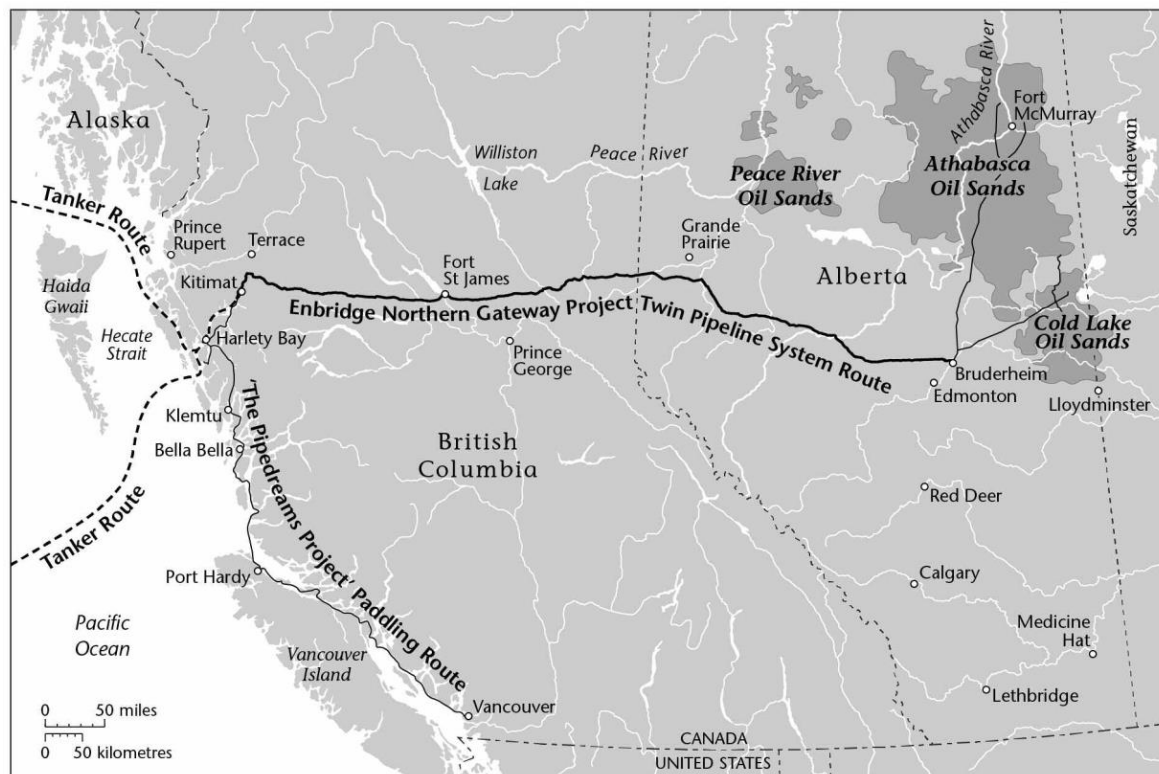 Alaska
Tanker Route
Prince
Rupert
Terrace
Kitimat
Haida
Gwaii
Hecate
Strait
Harlety Bay
Klemtu
Bella Bella
Tanker Route
Port Hardy
Pacific
Ocean
Vancouver
Island
Vancouver
'The Pipedreams Project' Paddling Route
0 50 miles
0 50 kilometres
Williston
Lake
Peace River
Fort
St James
Enbridge Northern Gateway Project Twin Pipeline System Route
Prince
George
British
Columbia
Grande
Prairie
Peace River
Oil Sands
Alberta
Athabasca River
Fort
McMurray
Athabasca
Oil Sands
Saskatchewan
Cold Lake
Oil Sands
Bruderheim
Edmonton
Lloydminster
Red Deer
Calgary
Medicine
Hat
Lethbridge
CANADA
UNITED STATES